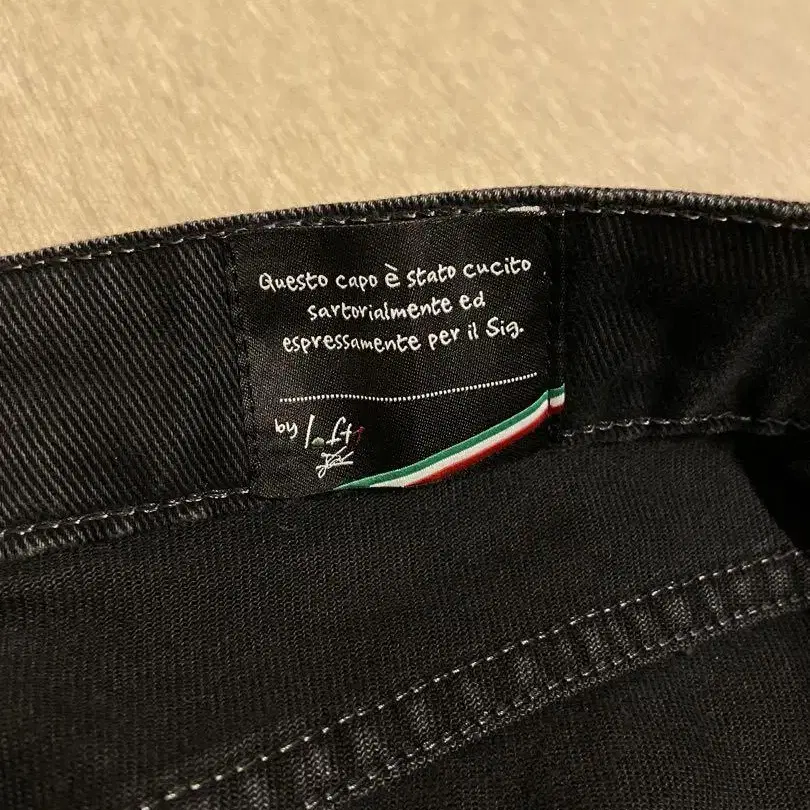 Questo capo è stato cucito
sartorialmente ed
espressamente per il Sig.
by